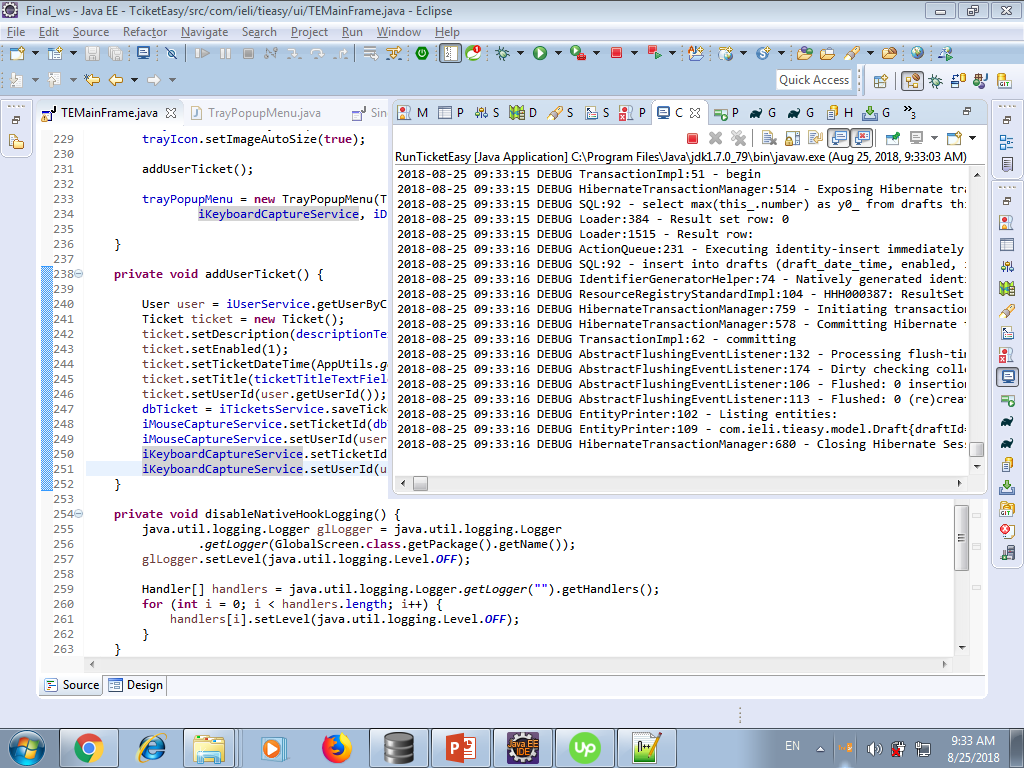 Final_ws - Java EE - TciketEasy/src/com/ieli/tieasy/ui/TEMainFrame.java - Eclipse
File Edit Source Refactor Navigate Search Project Run Window Help
Quick Access
TEMainFrame.java TrayPopupMenu.java Sin
M P S D S S P C P G G H G »3
RunTicketEasy [Java Application] C:\Program Files\Java\jdk1.7.0_79\bin\javaw.exe (Aug 25, 2018, 9:33:03 AM)
2018-08-25 09:33:15 DEBUG TransactionImpl:51 - begin
2018-08-25 09:33:15 DEBUG HibernateTransactionManager:514 - Exposing Hibernate tra
2018-08-25 09:33:15 DEBUG SQL:92 - select max(this_.number) as y0_ from drafts thi
2018-08-25 09:33:15 DEBUG Loader:384 - Result set row: 0
2018-08-25 09:33:15 DEBUG Loader:1515 - Result row:
2018-08-25 09:33:16 DEBUG ActionQueue:231 - Executing identity-insert immediately
2018-08-25 09:33:16 DEBUG SQL:92 - insert into drafts (draft_date_time, enabled,
2018-08-25 09:33:16 DEBUG IdentifierGeneratorHelper:74 - Natively generated identi
2018-08-25 09:33:16 DEBUG ResourceRegistryStandardImpl:104 - HHH000387: ResultSet
2018-08-25 09:33:16 DEBUG HibernateTransactionManager:759 - Initiating transaction
2018-08-25 09:33:16 DEBUG HibernateTransactionManager:578 - Committing Hibernate
2018-08-25 09:33:16 DEBUG TransactionImpl:62 - committing
2018-08-25 09:33:16 DEBUG AbstractFlushingEventListener:132 - Processing flush-tim
2018-08-25 09:33:16 DEBUG AbstractFlushingEventListener:174 - Dirty checking colle
2018-08-25 09:33:16 DEBUG AbstractFlushingEventListener:106 - Flushed: 0 insertion
2018-08-25 09:33:16 DEBUG AbstractFlushingEventListener:113 - Flushed: 0 (re)creat
2018-08-25 09:33:16 DEBUG EntityPrinter:102 - Listing entities:
2018-08-25 09:33:16 DEBUG EntityPrinter:109 - com.ieli.tieasy.model.Draft{draftId=
2018-08-25 09:33:16 DEBUG HibernateTransactionManager:680 - Closing Hibernate Sess
229 trayIcon.setImageAutoSize(true);
230
231 addUserTicket();
232
233 trayPopupMenu = new TrayPopupMenu(T
234 iKeyboardCaptureService, iD
235
236 }
237
238 private void addUserTicket() {
239
240 User user = iUserService.getUserByC
241 Ticket ticket = new Ticket();
242 ticket.setDescription(descriptionTe
243 ticket.setEnabled(1);
244 ticket.setTicketDateTime(AppUtils.g
245 ticket.setTitle(ticketTitleTextFiel
246 ticket.setUserId(user.getUserId());
247 dbTicket = iTicketsService.saveTick
248 iMouseCaptureService.setTicketId(db
249 iMouseCaptureService.setUserId(user
250 iKeyboardCaptureService.setTicketId
251 iKeyboardCaptureService.setUserId(u
252 }
253
254 private void disableNativeHookLogging() {
255 java.util.logging.Logger glLogger = java.util.logging.Logger
256 .getLogger(GlobalScreen.class.getPackage().getName());
257 glLogger.setLevel(java.util.logging.Level.OFF);
258
259 Handler[] handlers = java.util.logging.Logger.getLogger("").getHandlers();
260 for (int i = 0; i < handlers.length; i++) {
261 handlers[i].setLevel(java.util.logging.Level.OFF);
262 }
263 }
Source Design
EN
9:33 AM
8/25/2018